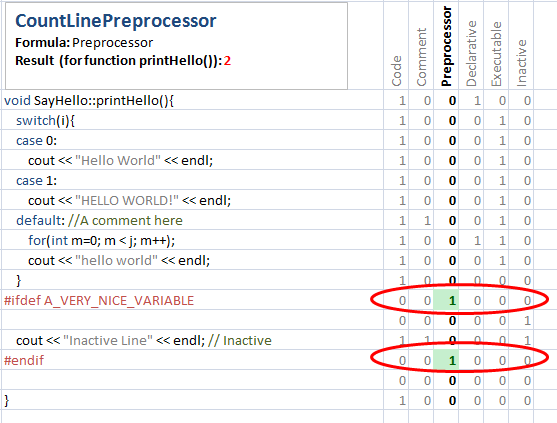 CountLinePreprocessor
Formula: Preprocessor
Result (for function printHello()): 2
Code
Comment
Preprocessor
Declarative
Executable
Inactive
void SayHello::printHello(){ 1 0 0 1 0 0
switch(i){ 1 0 0 0 1 0
case 0: 1 0 0 0 1 0
cout << "Hello World" << endl; 1 0 0 0 1 0
case 1: 1 0 0 0 1 0
cout << "HELLO WORLD!" << endl; 1 0 0 0 1 0
default: //A comment here 1 1 0 0 1 0
for(int m=0; m < j; m++); 1 0 0 1 1 0
cout << "hello world" << endl; 1 0 0 0 1 0
} 1 0 0 0 0 0
#ifdef A_VERY_NICE_VARIABLE 0 0 1 0 0 0
0 0 0 0 0 1
cout << "Inactive Line" << endl; // Inactive 1 1 0 0 0 1
#endif 0 0 1 0 0 0
0 0 0 0 0 0
} 1 0 0 0 0 0